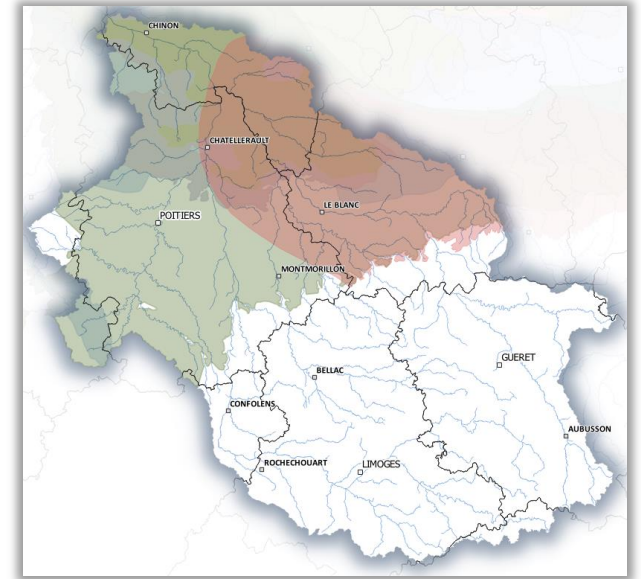 CHINON
CHATELLERAULT
LE BLANC
POITIERS
MONTMORILLON
GUERET
BELLAC
CONFOLENS
AUBUSSON
ROCHECHOUART
LIMOGES